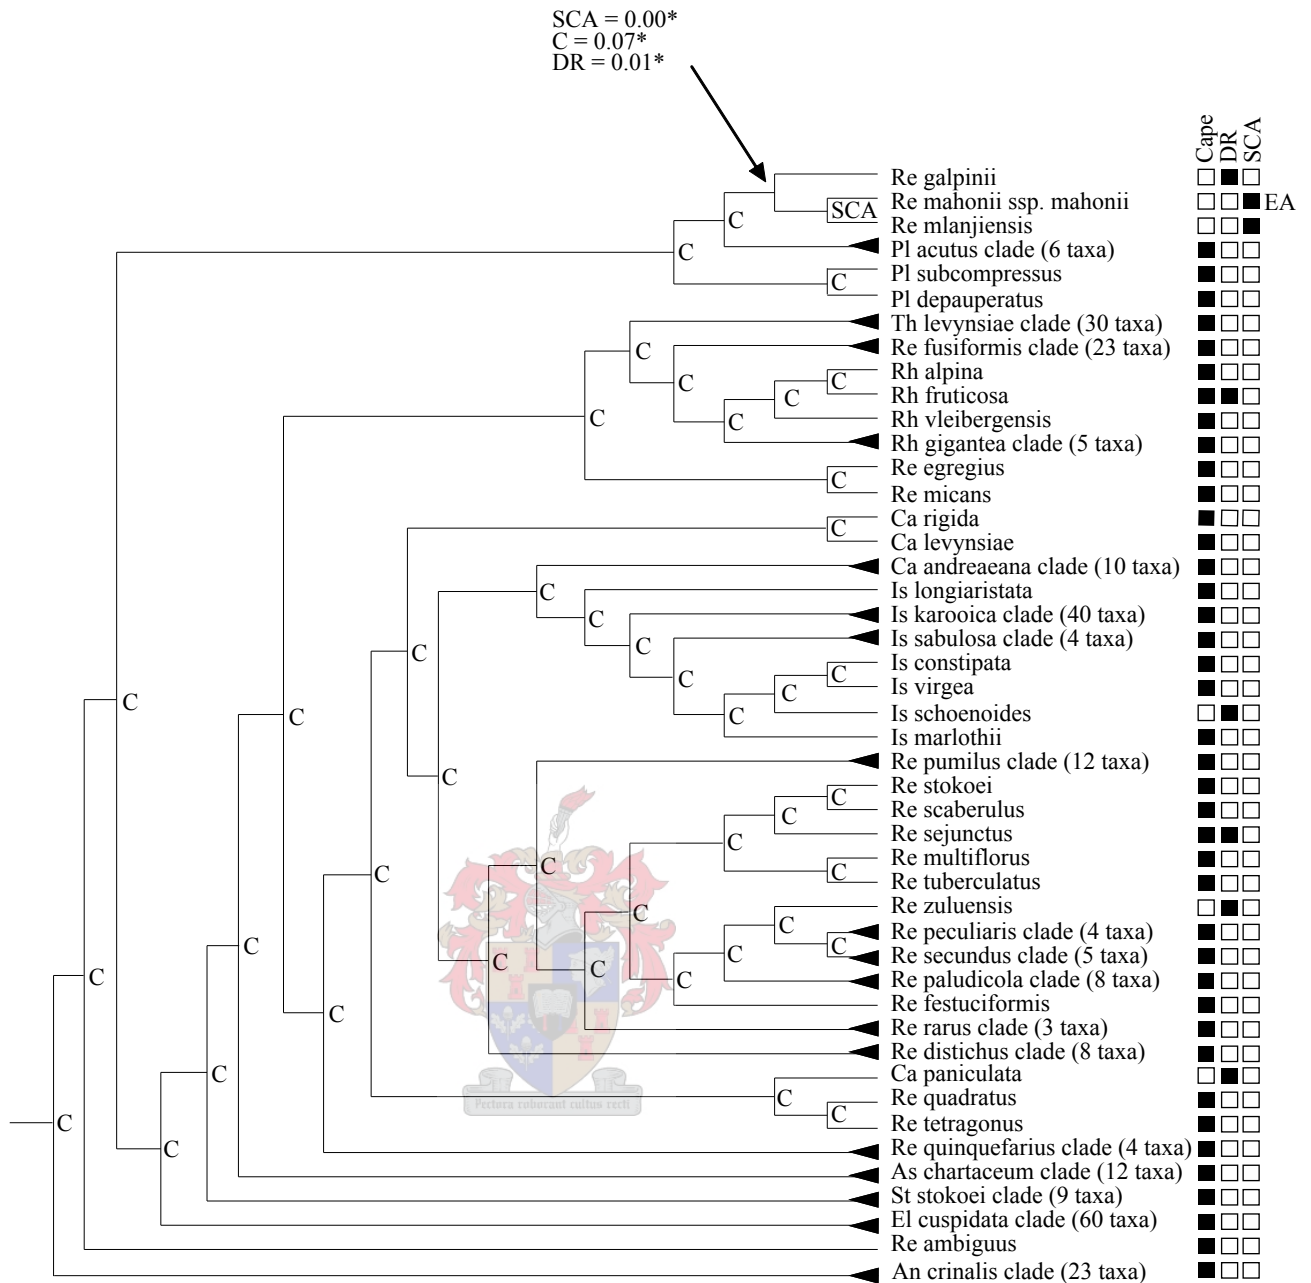 SCA = 0.00*
C = 0.07*
DR = 0.01*
Cape
DR
SCA
Re galpinii
Re mahonii ssp. mahonii
EA
SCA
Re mlanjiensis
C
Pl acutus clade (6 taxa)
C
Pl subcompressus
C
Pl depauperatus
Th levynsiae clade (30 taxa)
C
Re fusiformis clade (23 taxa)
Rh alpina
C
C
Rh fruticosa
C
Rh vleibergensis
C
C
Rh gigantea clade (5 taxa)
Re egregius
C
Re micans
Ca rigida
C
Ca levynsiae
Ca andreaeana clade (10 taxa)
C
Is longiaristata
Is karooica clade (40 taxa)
C
Is sabulosa clade (4 taxa)
C
C
Is constipata
C
C
Is virgea
C
C
Is schoenoides
C
C
Is marlothii
Re pumilus clade (12 taxa)
C
Re stokoei
C
Re scaberulus
C
Re sejunctus
C
Re multiflorus
C
C
C
Re tuberculatus
Re zuluensis
C
C
Re peculiaris clade (4 taxa)
C
C
C
Re secundus clade (5 taxa)
C
C
C
C
Re paludicola clade (8 taxa)
Re festuciformis
C
Re rarus clade (3 taxa)
Re distichus clade (8 taxa)
C
Ca paniculata
Re quadratus
C
Pectora roborant cultus recti
C
Re tetragonus
C
Re quinquefarius clade (4 taxa)
C
As chartaceum clade (12 taxa)
St stokoei clade (9 taxa)
El cuspidata clade (60 taxa)
Re ambiguus
An crinalis clade (23 taxa)